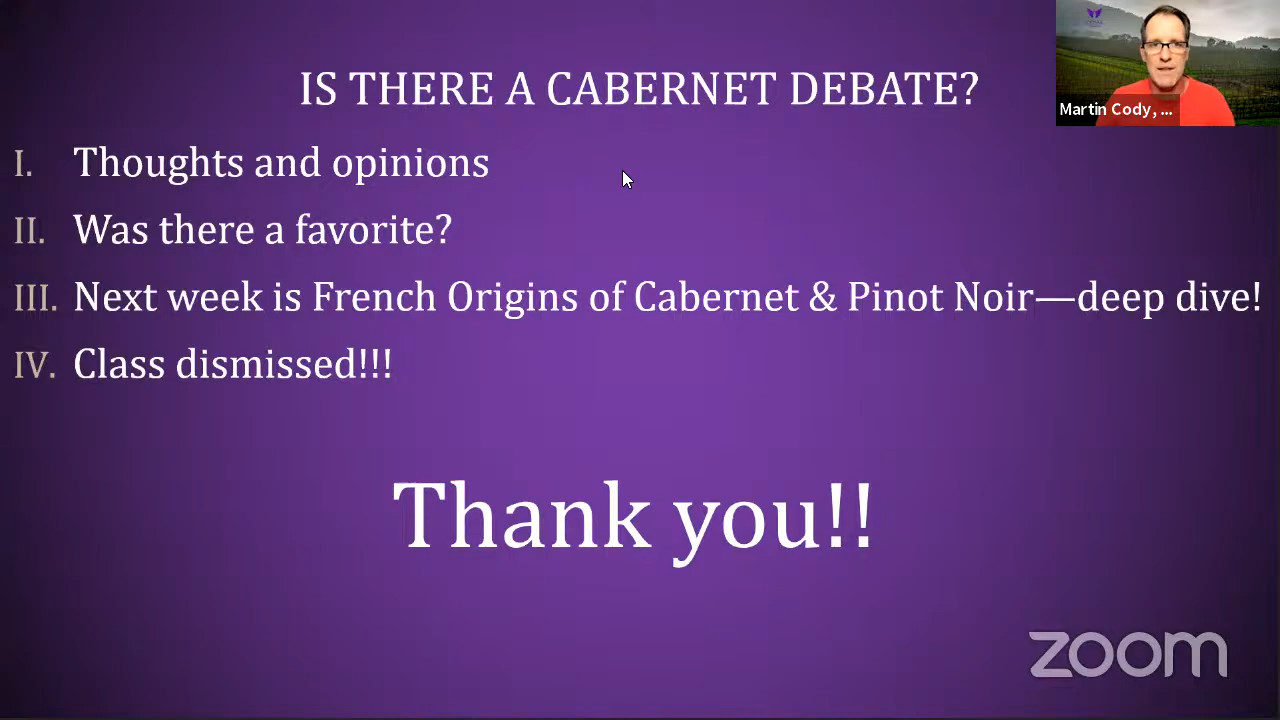 IS THERE A CABERNET DEBATE?
Martin Cody, ...
I. Thoughts and opinions
II. Was there a favorite?
III. Next week is French Origins of Cabernet & Pinot Noir—deep dive!
IV. Class dismissed!!!
Thank you!!
zoom